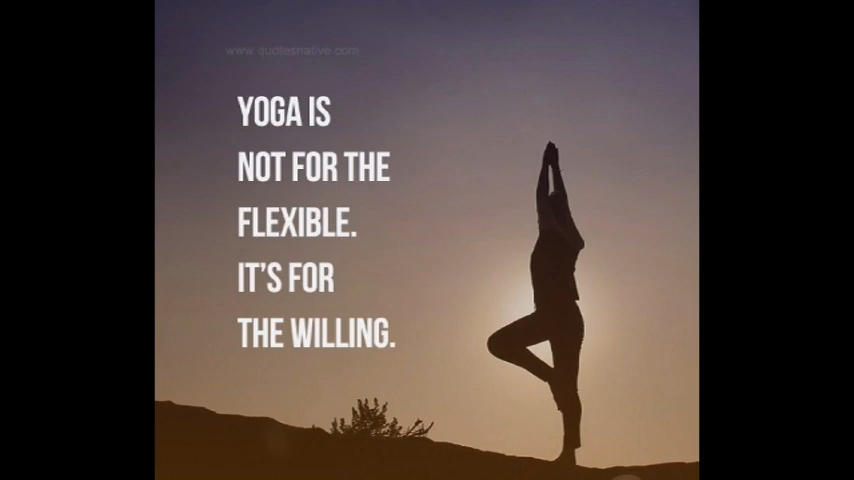 www.quotesnative.com
YOGA IS
NOT FOR THE
FLEXIBLE.
IT'S FOR
THE WILLING.